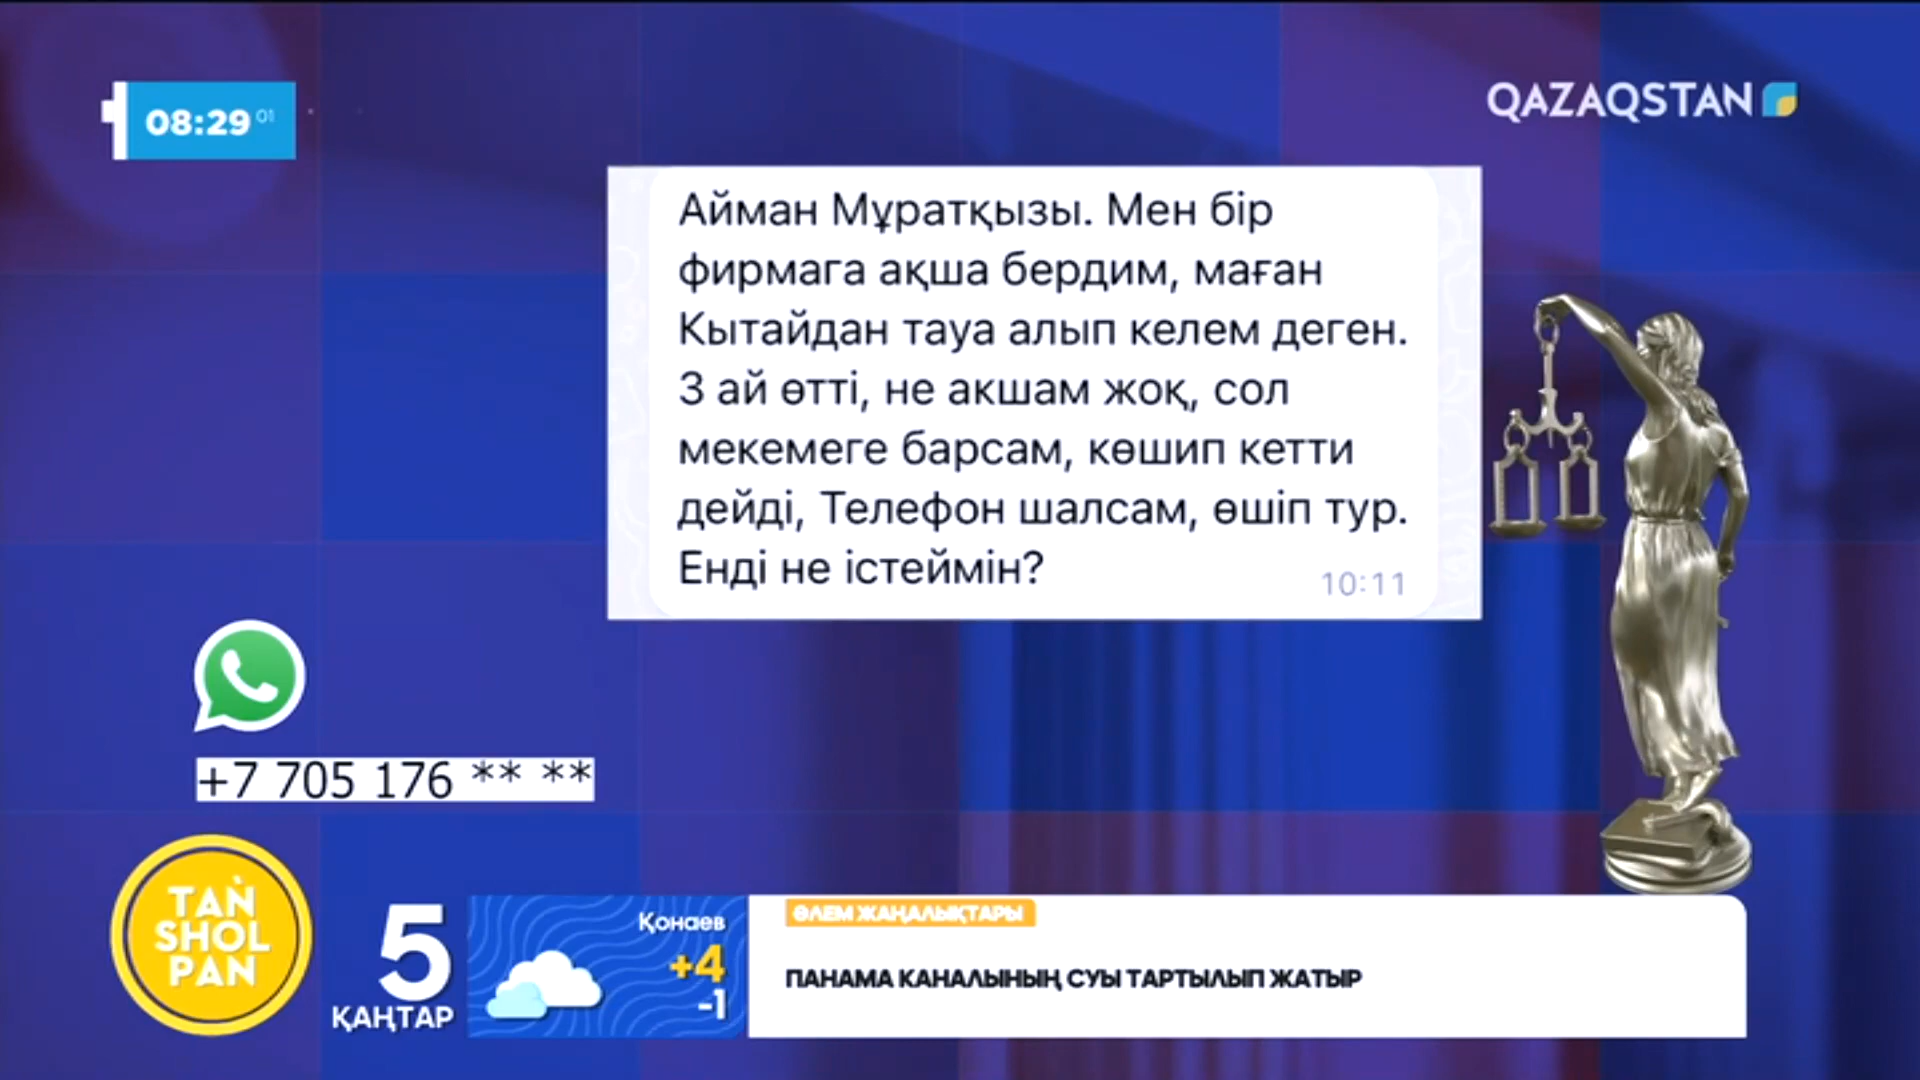 08:29 01
QAZAQSTAN
Айман Мұратқызы. Мен бір
фирмага ақша бердим, маған
Кытайдан тауа алып келем деген.
3 ай өтті, не акшам жоқ, сол
мекемеге барсам, көшип кетти
дейді, Телефон шалсам, өшіп тур.
Енді не істеймін?
10:11
+7 705 176 ** **
TAŃ
SHOL
PAN
5
ҚАҢТАР
Қонаев
+4
-1
ӘЛЕМ ЖАҢАЛЫҚТАРЫ
ПАНАМА КАНАЛЫНЫҢ СУЫ ТАРТЫЛЫП ЖАТЫР